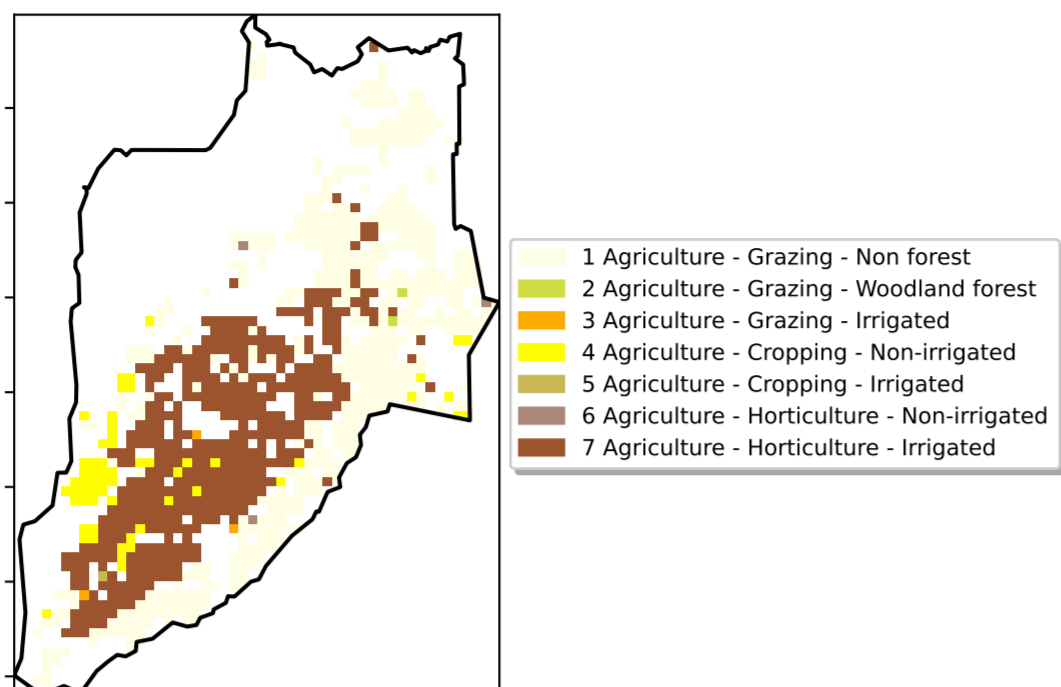 1 Agriculture - Grazing - Non forest
2 Agriculture - Grazing - Woodland forest
3 Agriculture - Grazing - Irrigated
4 Agriculture - Cropping - Non-irrigated
5 Agriculture - Cropping - Irrigated
6 Agriculture - Horticulture - Non-irrigated
7 Agriculture - Horticulture - Irrigated